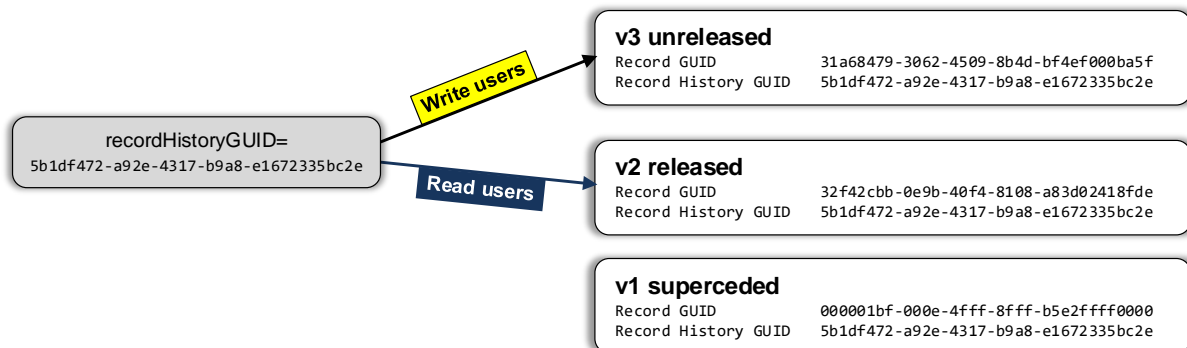 v3 unreleased
Record GUID 31a68479-3062-4509-8b4d-bf4ef000ba5f
Record History GUID 5b1df472-a92e-4317-b9a8-e1672335bc2e
Write users
recordHistoryGUID=
5b1df472-a92e-4317-b9a8-e1672335bc2e
Read users
v2 released
Record GUID 32f42cbb-0e9b-40f4-8108-a83d02418fde
Record History GUID 5b1df472-a92e-4317-b9a8-e1672335bc2e
v1 superceded
Record GUID 000001bf-000e-4fff-8fff-b5e2ffff0000
Record History GUID 5b1df472-a92e-4317-b9a8-e1672335bc2e